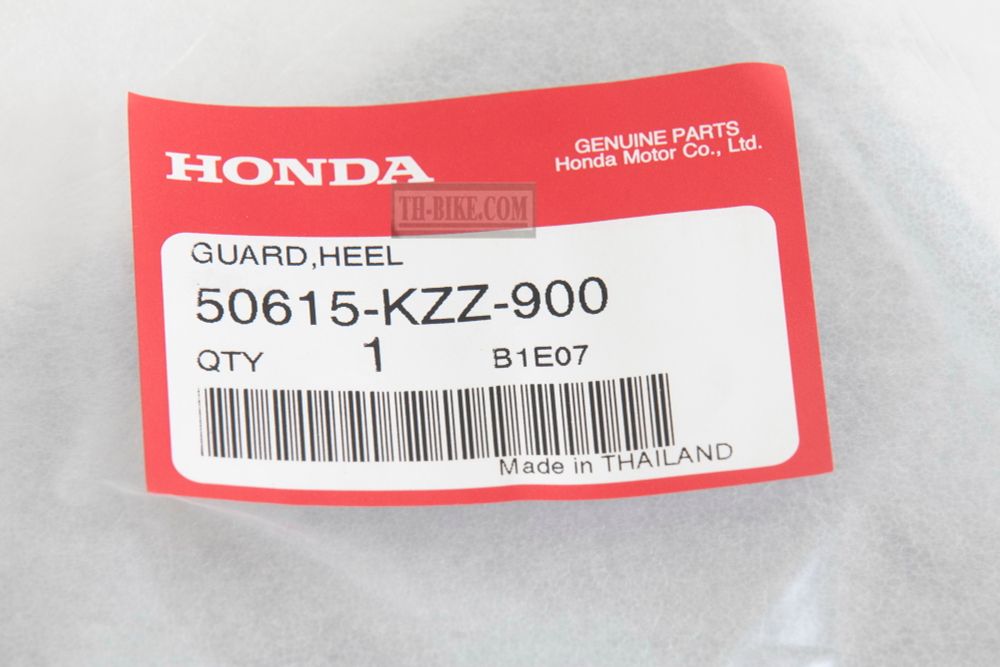 HONDA
GENUINE PARTS
Honda Motor Co., Ltd.
TH-BIKE.COM
GUARD,HEEL
50615-KZZ-900
QTY 1 B1E07
Made in THAILAND